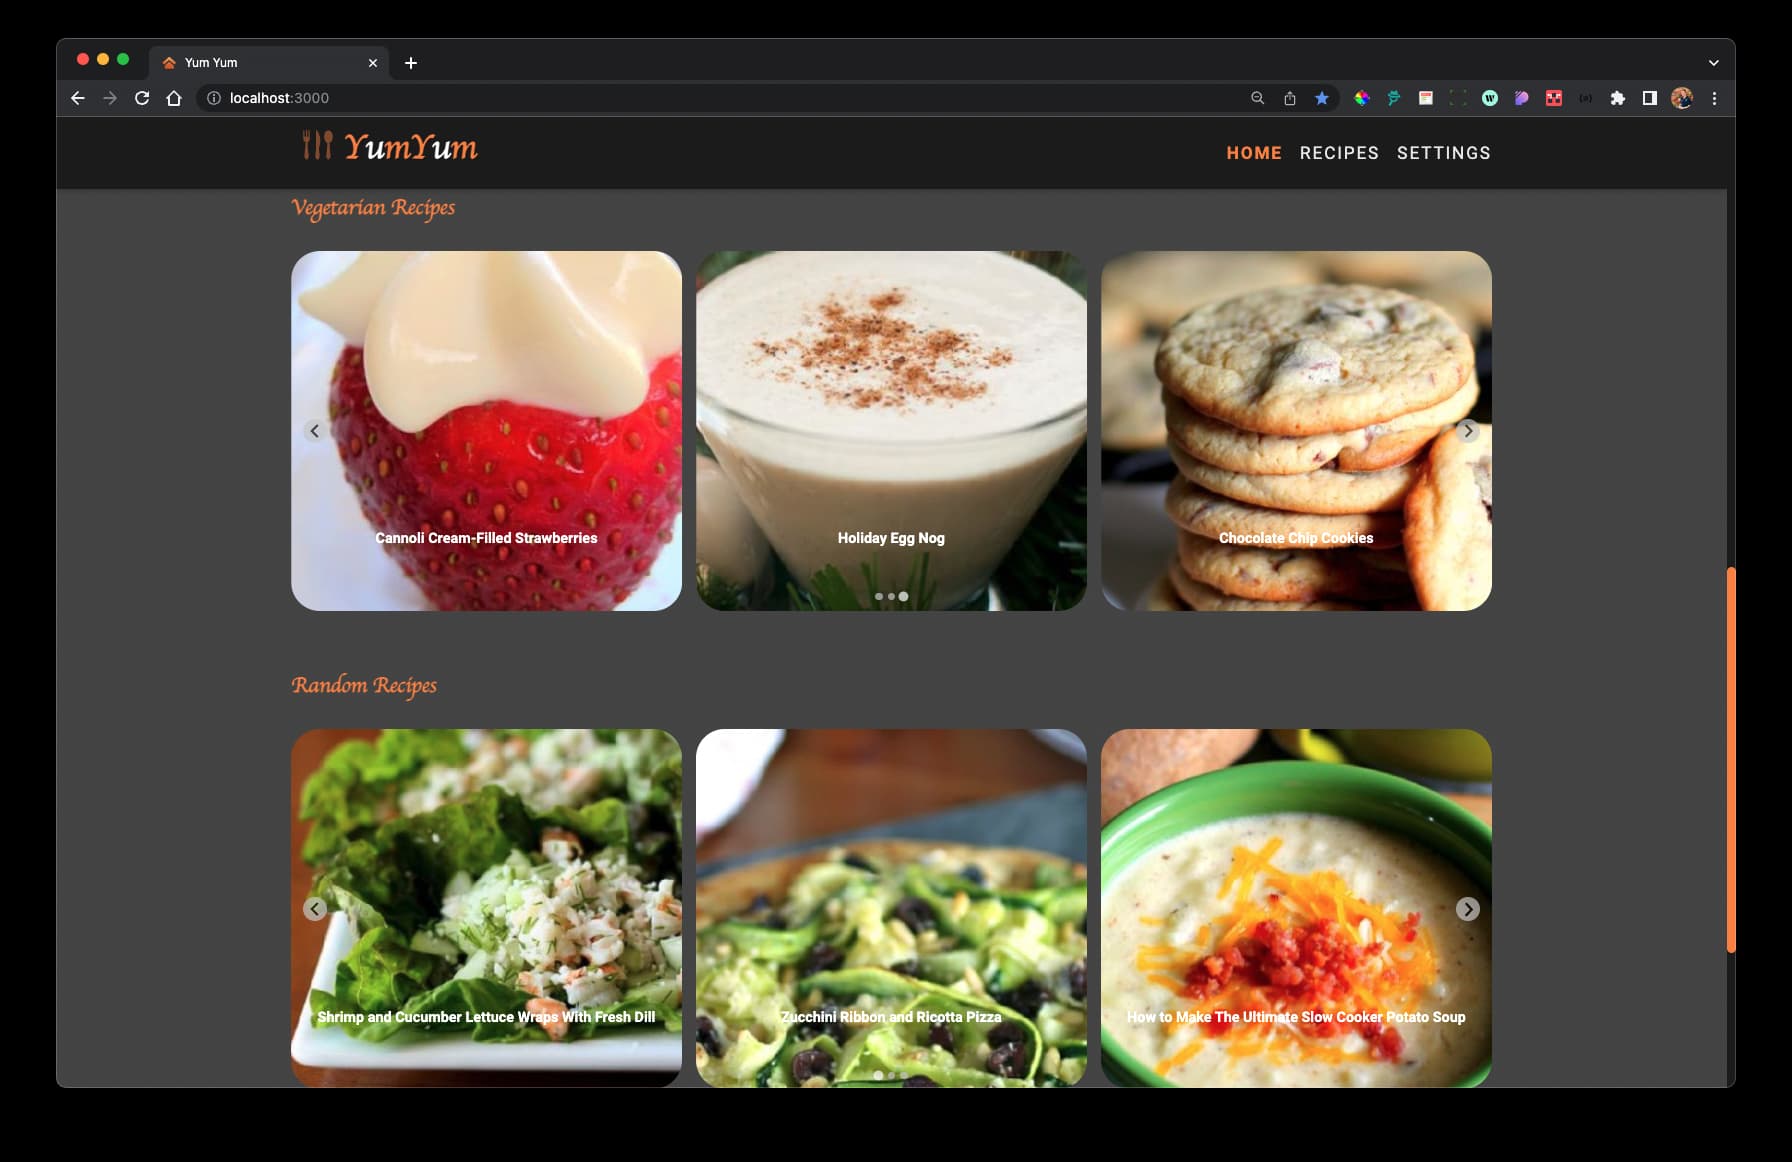 Yum Yum
localhost:3000
YumYum
HOME RECIPES SETTINGS
Vegetarian Recipes
Cannoli Cream-Filled Strawberries
Holiday Egg Nog
Chocolate Chip Cookies
Random Recipes
Shrimp and Cucumber Lettuce Wraps With Fresh Dill
Zucchini Ribbon and Ricotta Pizza
How to Make The Ultimate Slow Cooker Potato Soup